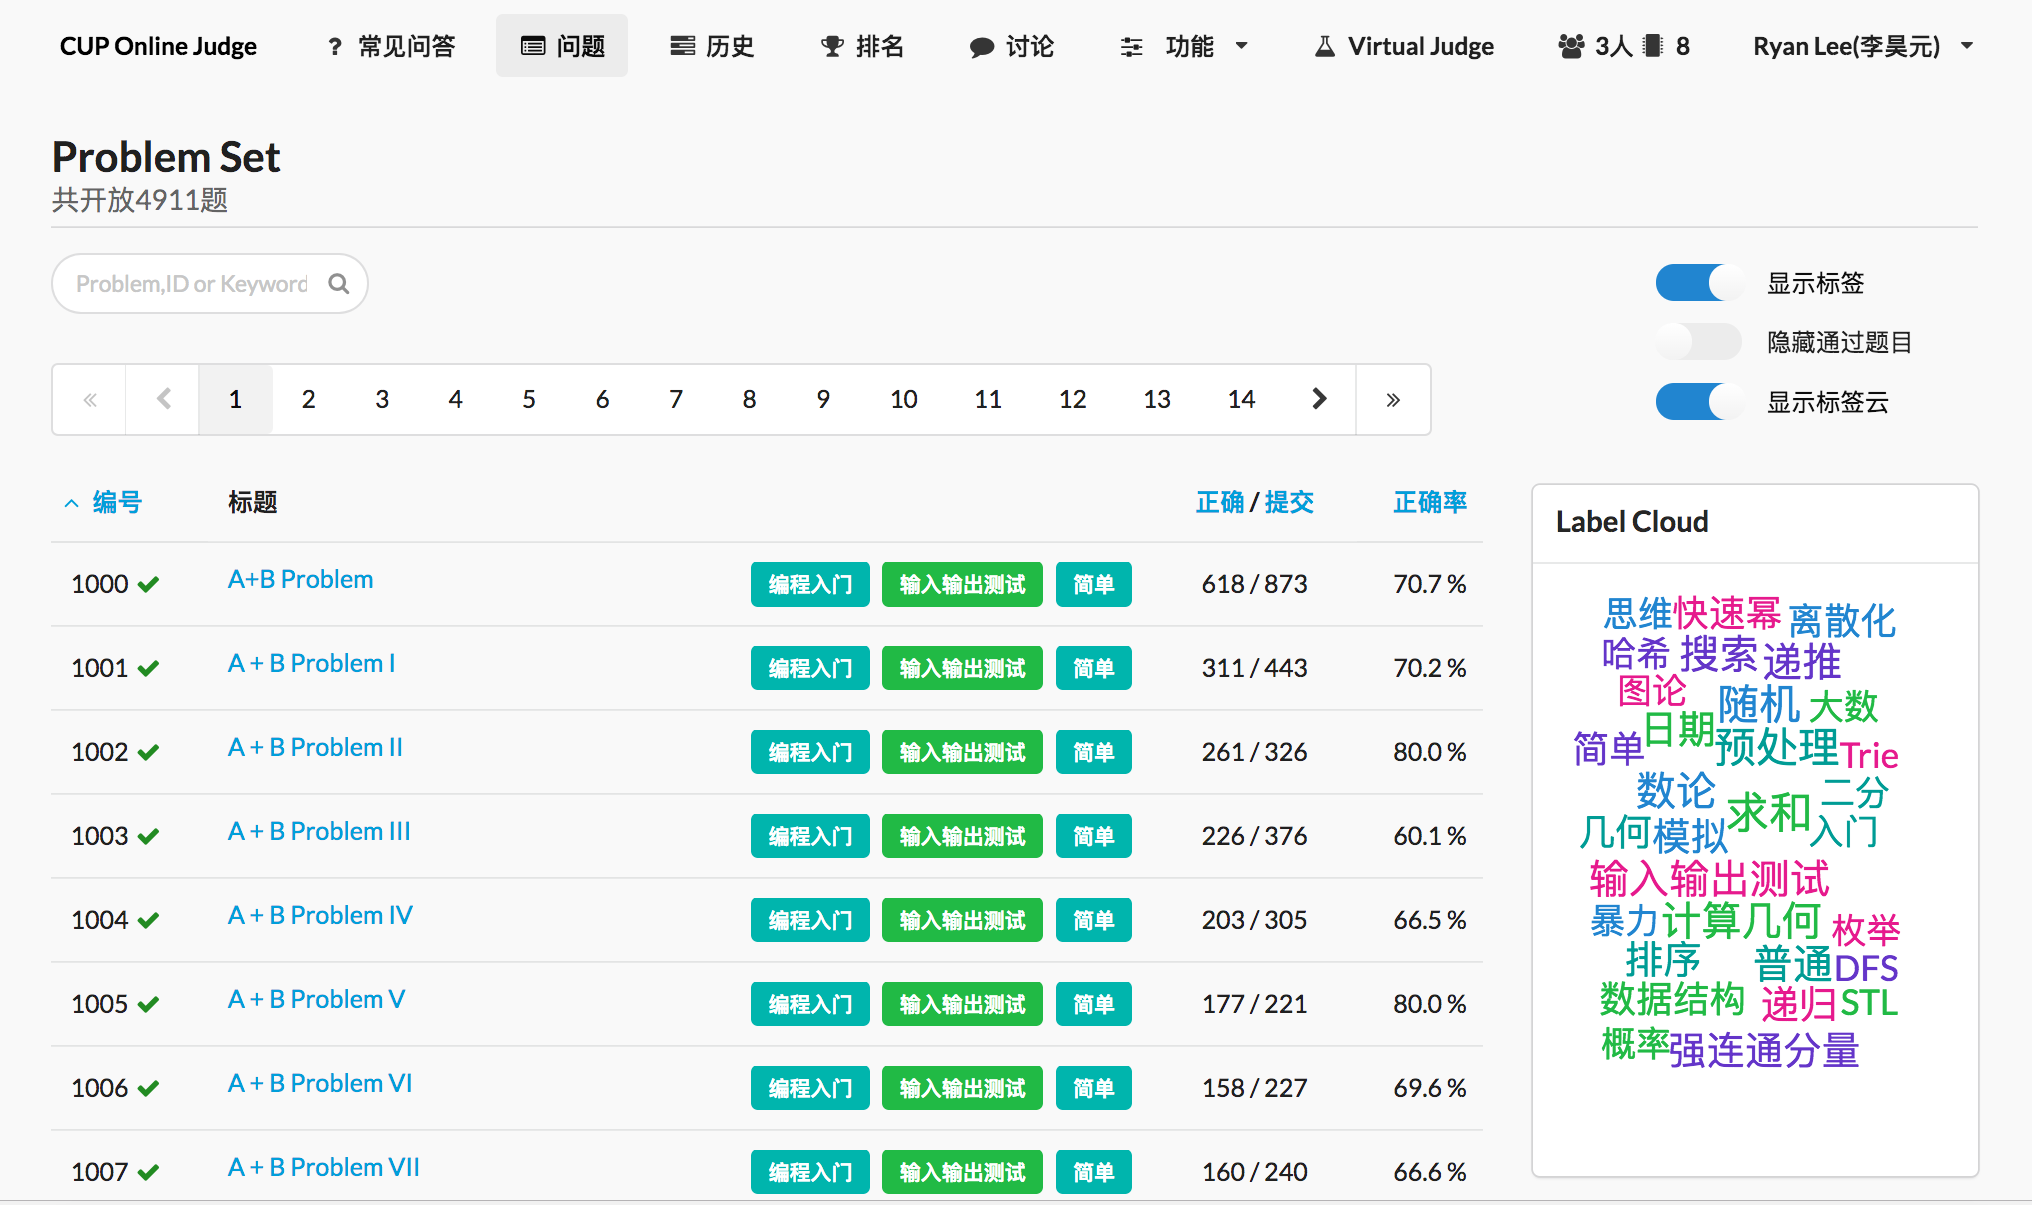 CUP Online Judge ? 常见问答 问题 历史 排名 讨论 功能 Virtual Judge 3人 8 Ryan Lee(李昊元)
Problem Set
共开放4911题
Problem,ID or Keyword
显示标签
隐藏通过题目
显示标签云
« 1 2 3 4 5 6 7 8 9 10 11 12 13 14 »
编号 标题 正确 / 提交 正确率
1000 A+B Problem 编程入门 输入输出测试 简单 618 / 873 70.7 %
1001 A + B Problem I 编程入门 输入输出测试 简单 311 / 443 70.2 %
1002 A + B Problem II 编程入门 输入输出测试 简单 261 / 326 80.0 %
1003 A + B Problem III 编程入门 输入输出测试 简单 226 / 376 60.1 %
1004 A + B Problem IV 编程入门 输入输出测试 简单 203 / 305 66.5 %
1005 A + B Problem V 编程入门 输入输出测试 简单 177 / 221 80.0 %
1006 A + B Problem VI 编程入门 输入输出测试 简单 158 / 227 69.6 %
1007 A + B Problem VII 编程入门 输入输出测试 简单 160 / 240 66.6 %
Label Cloud
思维 快速幂 离散化
哈希 搜索 递推
图论 随机 大数
简单 日期 预处理 Trie
数论 求和 二分
几何 模拟 入门
输入输出测试
暴力 计算几何 枚举
排序 普通 DFS
数据结构 递归 STL
概率 强连通分量